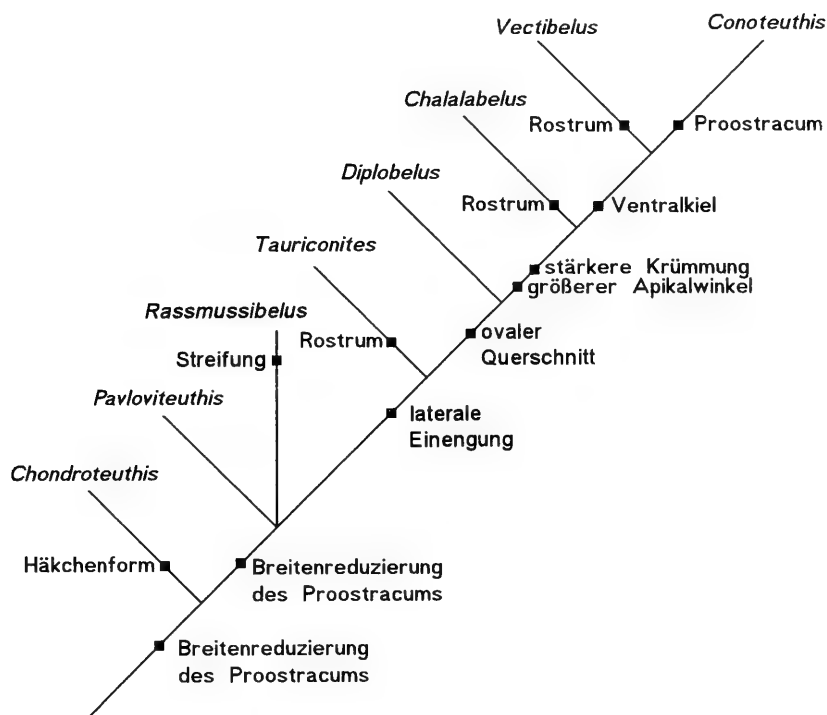 Vectibelus
Conoteuthis
Chalalabelus
Rostrum
Proostracum
Diplobelus
Rostrum
Ventralkiel
Tauriconites
stärkere Krümmung
größerer Apikalwinkel
Rassmussibelus
Rostrum
ovaler
Querschnitt
Streifung
Pavloviteuthis
laterale
Einengung
Chondroteuthis
Häkchenform
Breitenreduzierung
des Proostracums
Breitenreduzierung
des Proostracums